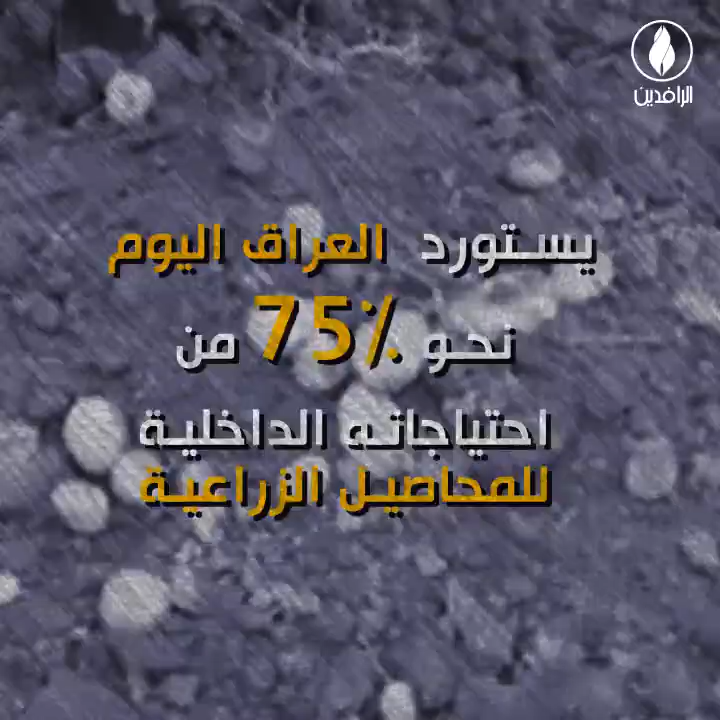 الرافدين
يستورد العراق اليوم
نحو 75٪ من
احتياجاته الداخلية
للمحاصيل الزراعية